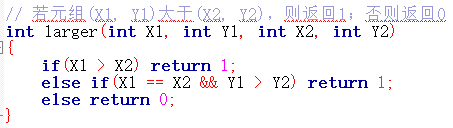 // 若元组(X1, Y1)大于(X2, Y2), 则返回1; 否则返回0
int larger(int X1, int Y1, int X2, int Y2)
{
if(X1 > X2) return 1;
else if(X1 == X2 && Y1 > Y2) return 1;
else return 0;
}